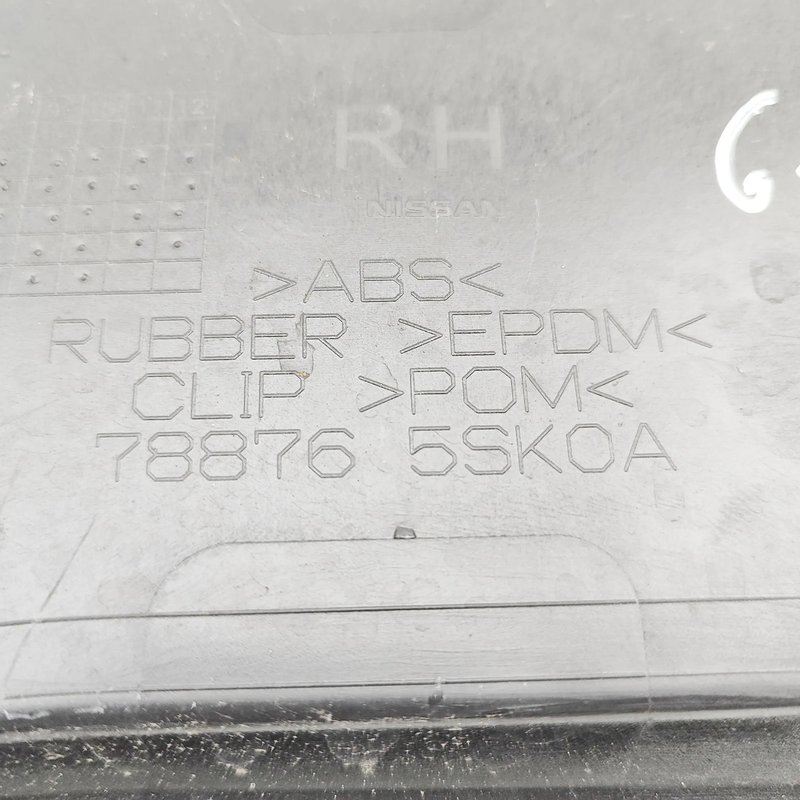 RH
NISSAN
>ABS<
RUBBER >EPDM<
CLIP >POM<
78876 5SK0A